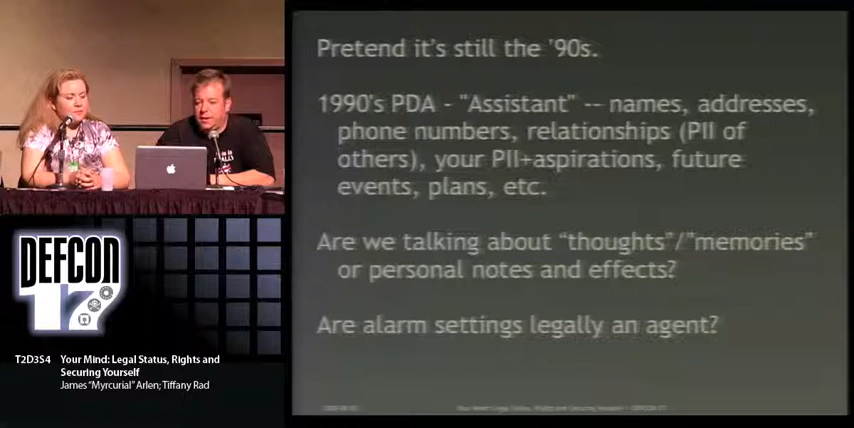 Pretend it's still the '90s.
1990's PDA - "Assistant" -- names, addresses,
phone numbers, relationships (PII of
others), your PII+aspirations, future
events, plans, etc.
Are we talking about "thoughts"/"memories"
or personal notes and effects?
Are alarm settings legally an agent?
DEFCON
17
T2D3S4 Your Mind: Legal Status, Rights and
Securing Yourself
James "Myrcurial" Arlen; Tiffany Rad